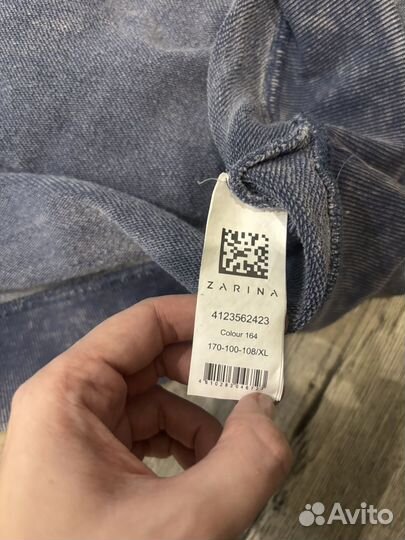 ZARINA
4123562423
Colour 164
170-100-108/XL
Avito